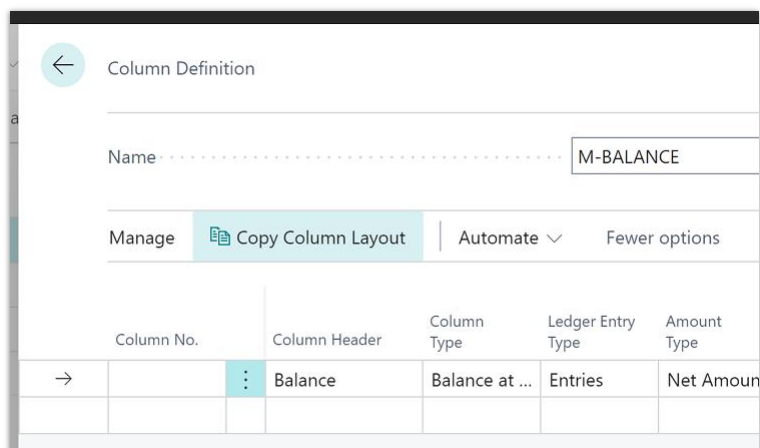 Column Definition
Name M-BALANCE
Manage Copy Column Layout Automate Fewer options
Column No. Column Header Column Type Ledger Entry Type Amount Type
Balance Balance at ... Entries Net Amoun